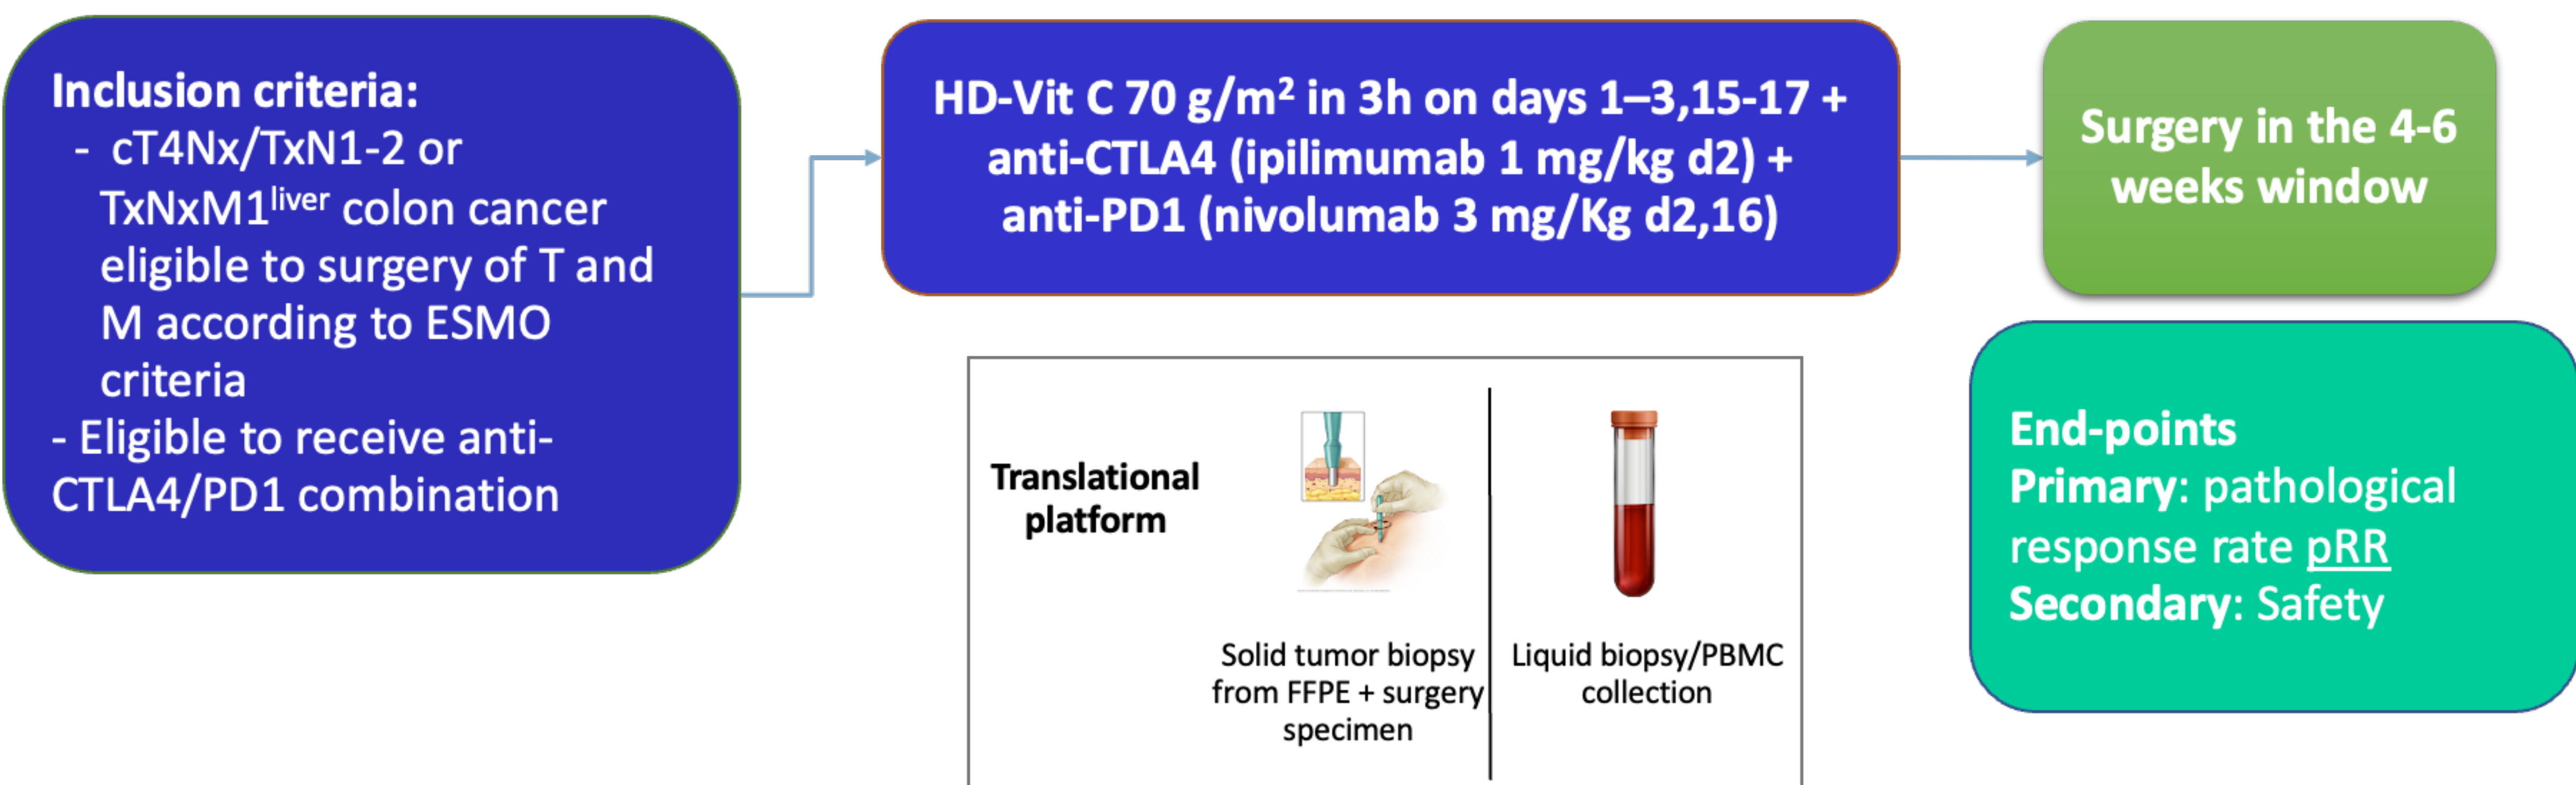 Inclusion criteria:
- cT4Nx/TxN1-2 or
TxNxM1liver colon cancer
eligible to surgery of T and
M according to ESMO
criteria
- Eligible to receive anti-
CTLA4/PD1 combination
HD-Vit C 70 g/m² in 3h on days 1–3,15-17 +
anti-CTLA4 (ipilimumab 1 mg/kg d2) +
anti-PD1 (nivolumab 3 mg/Kg d2,16)
Surgery in the 4-6
weeks window
Translational
platform
Solid tumor biopsy
from FFPE + surgery
specimen
Liquid biopsy/PBMC
collection
End-points
Primary: pathological
response rate pRR
Secondary: Safety